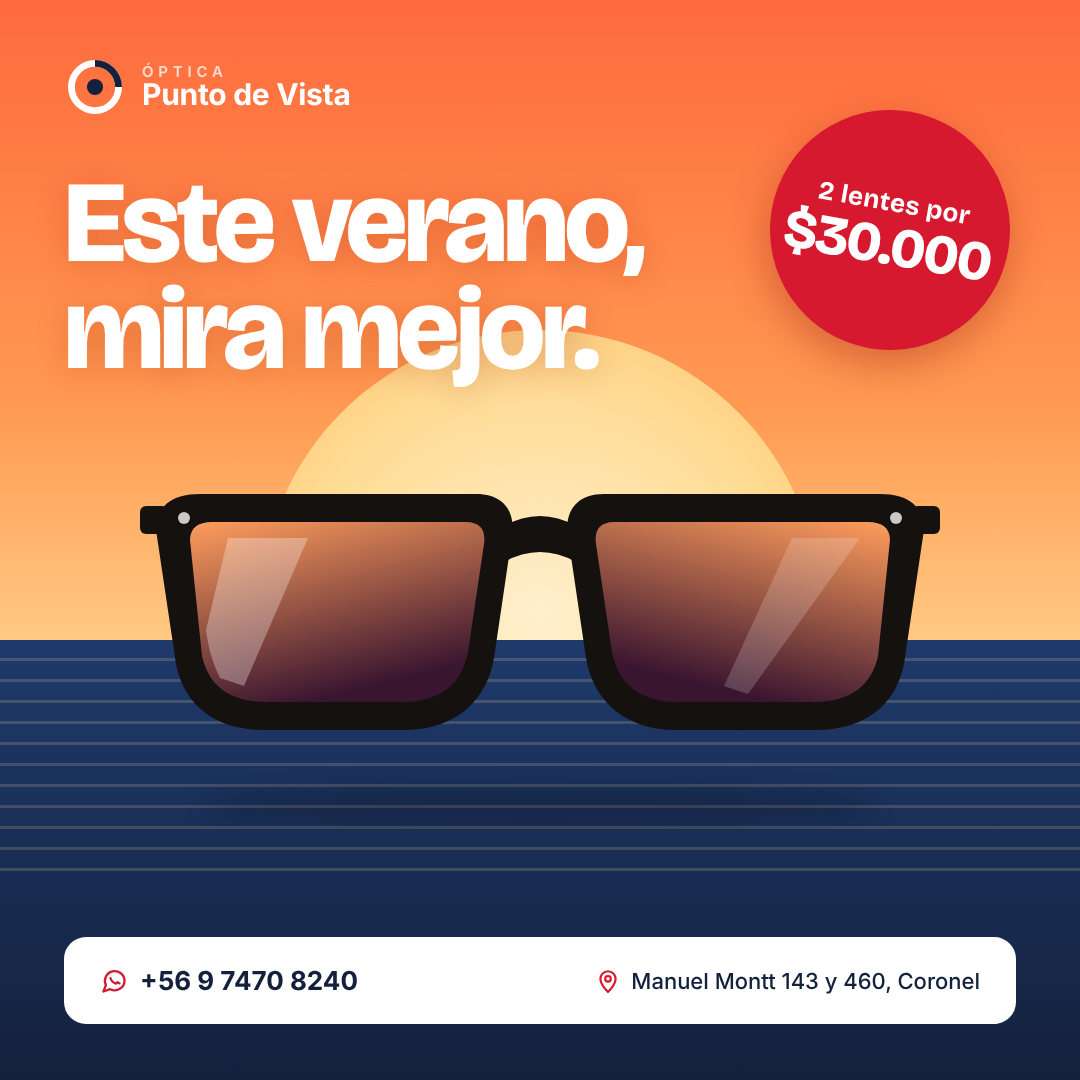 ÓPTICA
Punto de Vista
Este verano,
mira mejor.
2 lentes por
$30.000
+56 9 7470 8240
Manuel Montt 143 y 460, Coronel